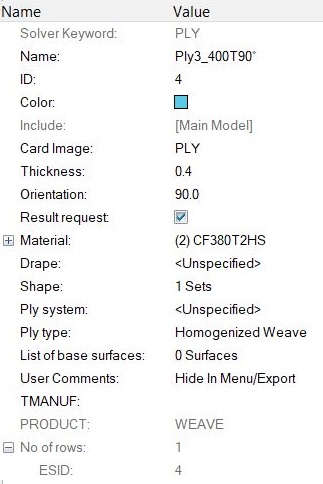 Name Value
Solver Keyword: PLY
Name: Ply3_400T90°
ID: 4
Color:
Include: [Main Model]
Card Image: PLY
Thickness: 0.4
Orientation: 90.0
Result request:
Material: (2) CF380T2HS
Drape: <Unspecified>
Shape: 1 Sets
Ply system: <Unspecified>
Ply type: Homogenized Weave
List of base surfaces: 0 Surfaces
User Comments: Hide In Menu/Export
TMANUF:
PRODUCT: WEAVE
No of rows: 1
ESID: 4